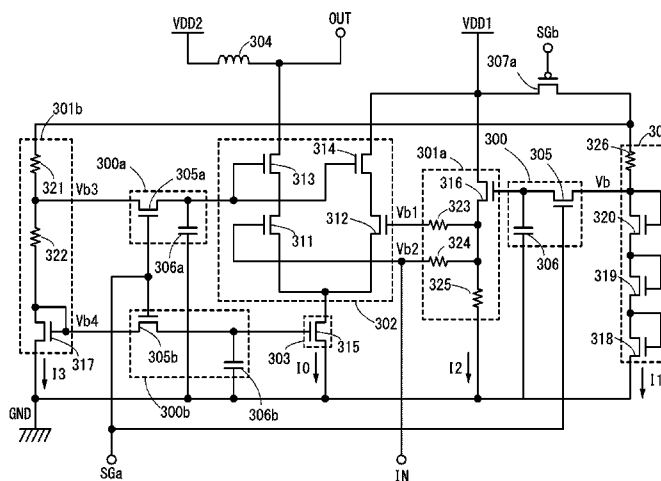 VDD2
OUT
VDD1
SGb
304
307a
301b
314
301a
300
305
326
30
300a
305a
313
316
321
Vb3
Vb
311
312
Vb1
323
320
322
306a
Vb2
324
306
319
325
302
Vb4
305b
303
315
318
317
I3
I0
I2
I1
GND
300b
306b
SGa
IN